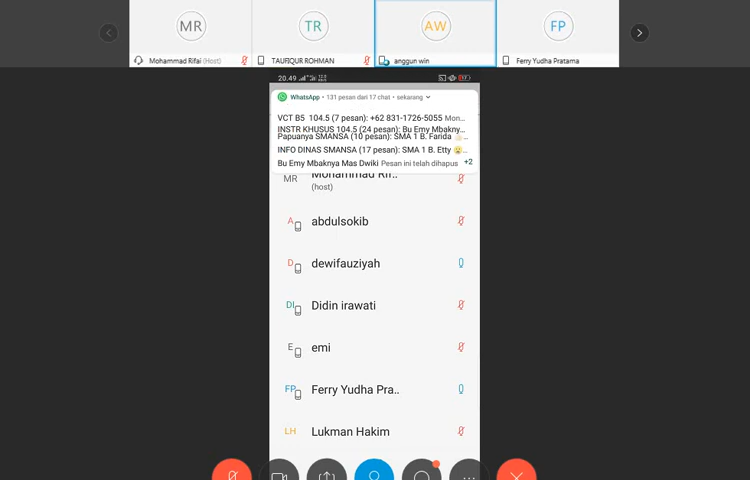 MR
TR
AW
FP
Mohammad Rifai (Host)
TAUFIQUR ROHMAN
anggun win
Ferry Yudha Pratama
20.49
WhatsApp • 131 pesan dari 17 chat • sekarang
VCT B5 104.5 (7 pesan): +62 831-1726-5055 Mon...
INSTR KHUSUS 104.5 (24 pesan): Bu Emy Mbakny...
Papuanya SMANSA (10 pesan): SMA 1 B. Farida
INFO DINAS SMANSA (17 pesan): SMA 1 B. Etty 😢..
Bu Emy Mbaknya Mas Dwiki Pesan ini telah dihapus +2
MR Mohammad Rif..
(host)
A abdulsokib
D dewifauziyah
DI Didin irawati
E emi
FP Ferry Yudha Pra..
LH Lukman Hakim